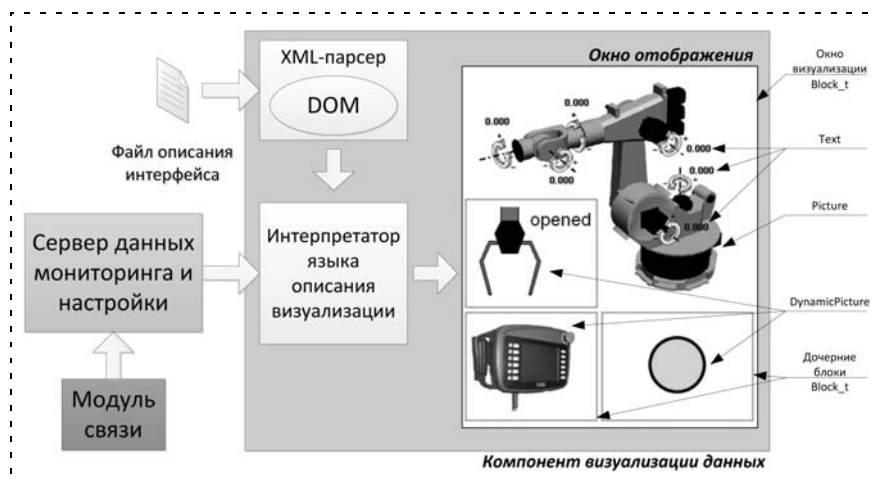 XML-парсер
DOM
Файл описания
интерфейса
Сервер данных
мониторинга и
настройки
Модуль
связи
Интерпретатор
языка
описания
визуализации
Окно отображения
0.000
0.000
0.000
0.000
0.000
0.000
opened
Окно
визуализации
Block_t
Text
Picture
DynamicPicture
Дочерние
блоки
Block_t
Компонент визуализации данных